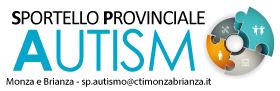 SPORTELLO PROVINCIALE
AUTISM
Monza e Brianza - sp.autismo@ctimonzabrianza.it